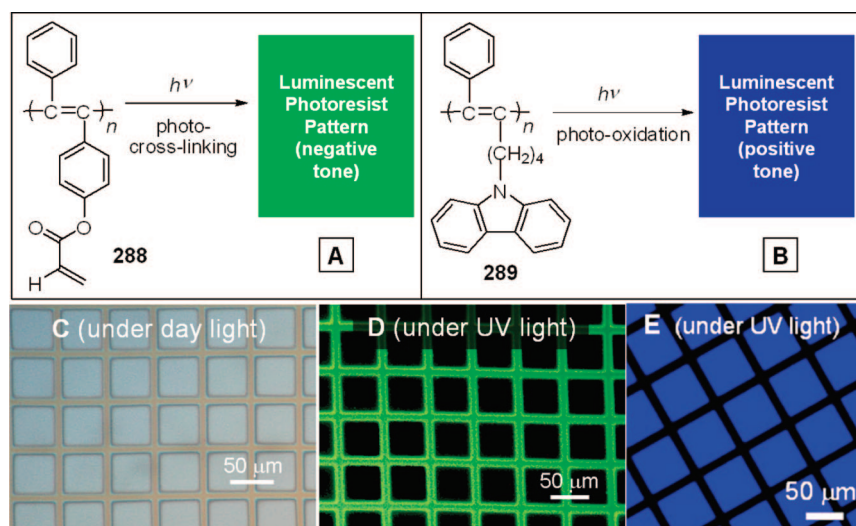 hν
photo-
cross-linking
Luminescent
Photoresist
Pattern
(negative
tone)
C
C
n
O
O
H
288
A
hν
photo-oxidation
Luminescent
Photoresist
Pattern
(positive
tone)
C
C
n
(CH2)4
N
289
B
C (under day light)
50 μm
D (under UV light)
50 μm
E (under UV light)
50 μm